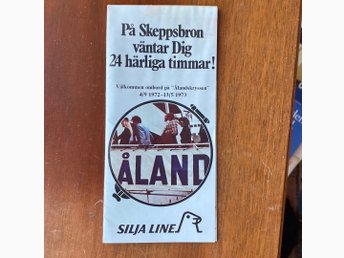 På Skeppsbron
väntar Dig
24 härliga timmar!
Välkommen ombord på "Ålandskryssen"
4/9 1972-13/5 1973
ÅLAND
SILJA LINE